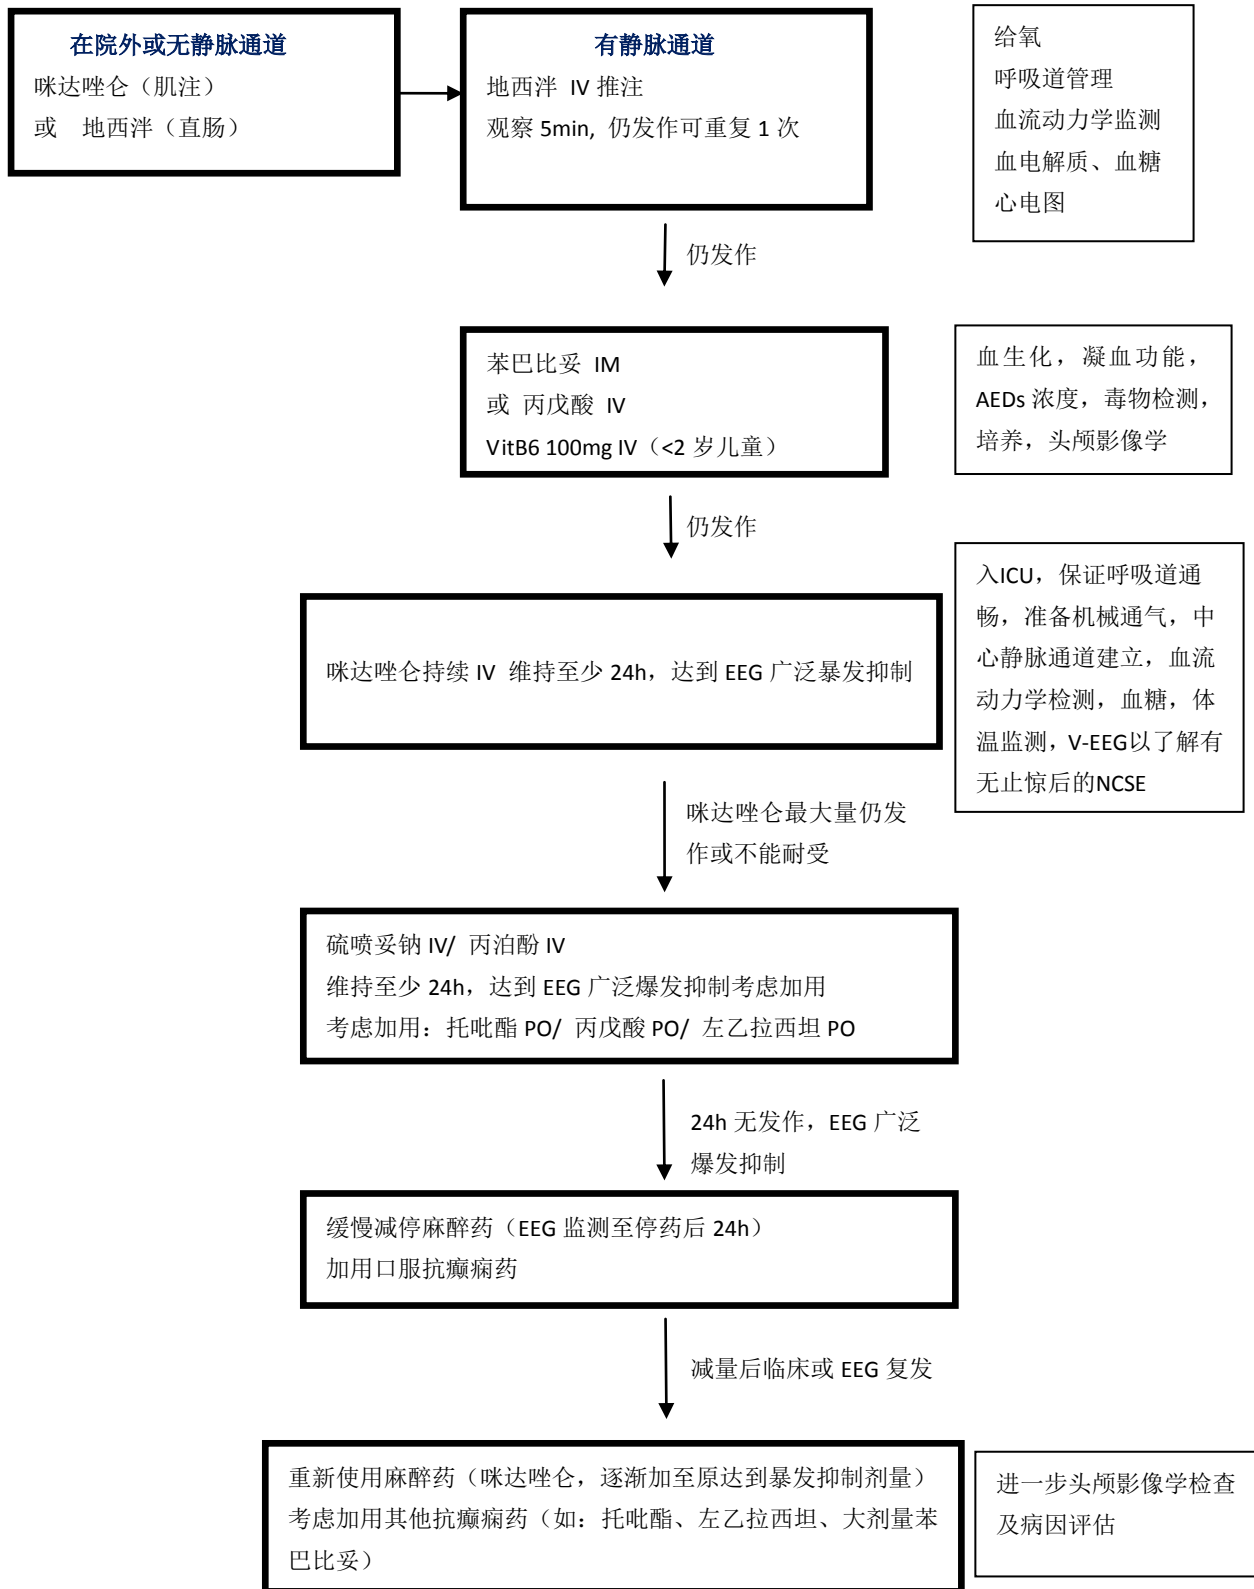 在院外或无静脉通道
咪达唑仑（肌注）
或 地西泮（直肠）
有静脉通道
地西泮 IV 推注
观察 5min, 仍发作可重复 1 次
给氧
呼吸道管理
血流动力学监测
血电解质、血糖
心电图
仍发作
苯巴比妥 IM
或 丙戊酸 IV
VitB6 100mg IV（<2 岁儿童）
血生化，凝血功能，
AEDs 浓度，毒物检测，
培养，头颅影像学
仍发作
咪达唑仑持续 IV 维持至少 24h，达到 EEG 广泛暴发抑制
入ICU，保证呼吸道通
畅，准备机械通气，中
心静脉通道建立，血流
动力学检测，血糖，体
温监测，V-EEG以了解有
无止惊后的NCSE
咪达唑仑最大量仍发
作或不能耐受
硫喷妥钠 IV/ 丙泊酚 IV
维持至少 24h，达到 EEG 广泛爆发抑制考虑加用
考虑加用：托吡酯 PO/ 丙戊酸 PO/ 左乙拉西坦 PO
24h 无发作，EEG 广泛
爆发抑制
缓慢减停麻醉药（EEG 监测至停药后 24h）
加用口服抗癫痫药
减量后临床或 EEG 复发
重新使用麻醉药（咪达唑仑，逐渐加至原达到暴发抑制剂量）
考虑加用其他抗癫痫药（如：托吡酯、左乙拉西坦、大剂量苯
巴比妥）
进一步头颅影像学检查
及病因评估